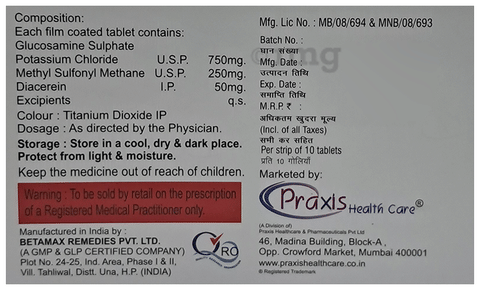 Composition:
Each film coated tablet contains:
Glucosamine Sulphate
Potassium Chloride U.S.P. 750mg.
Methyl Sulfonyl Methane U.S.P. 250mg.
Diacerein I.P. 50mg.
Excipients q.s.
Colour : Titanium Dioxide IP
Dosage : As directed by the Physician.
Storage : Store in a cool, dry & dark place.
Protect from light & moisture.
Keep the medicine out of reach of children.
Warning : To be sold by retail on the prescription
of a Registered Medical Practitioner only.
Manufactured in India by :
BETAMAX REMEDIES PVT. LTD.
(A GMP & GLP CERTIFIED COMPANY)
Plot No. 24-25, Ind. Area, Phase I & II,
Vill. Tahliwal, Distt. Una, H.P. (INDIA)
QRO
Mfg. Lic No : MB/08/694 & MNB/08/693
Batch No :
घान संख्या
Mfg. Date :
उत्पादन तिथि
Exp. Date :
समाप्ति तिथि
M.R.P. ₹ :
अधिकतम खुदरा मूल्य
(Incl. of all Taxes)
सभी कर सहित
Per strip of 10 tablets
प्रति 10 गोलियाँ
Marketed by:
Praxis Health Care®
(A Division of)
Praxis Healthcare & Pharmaceuticals Pvt Ltd
46, Madina Building, Block-A ,
Opp. Crowford Market, Mumbai 400001
www.praxishealthcare.co.in
® Registered Trademark